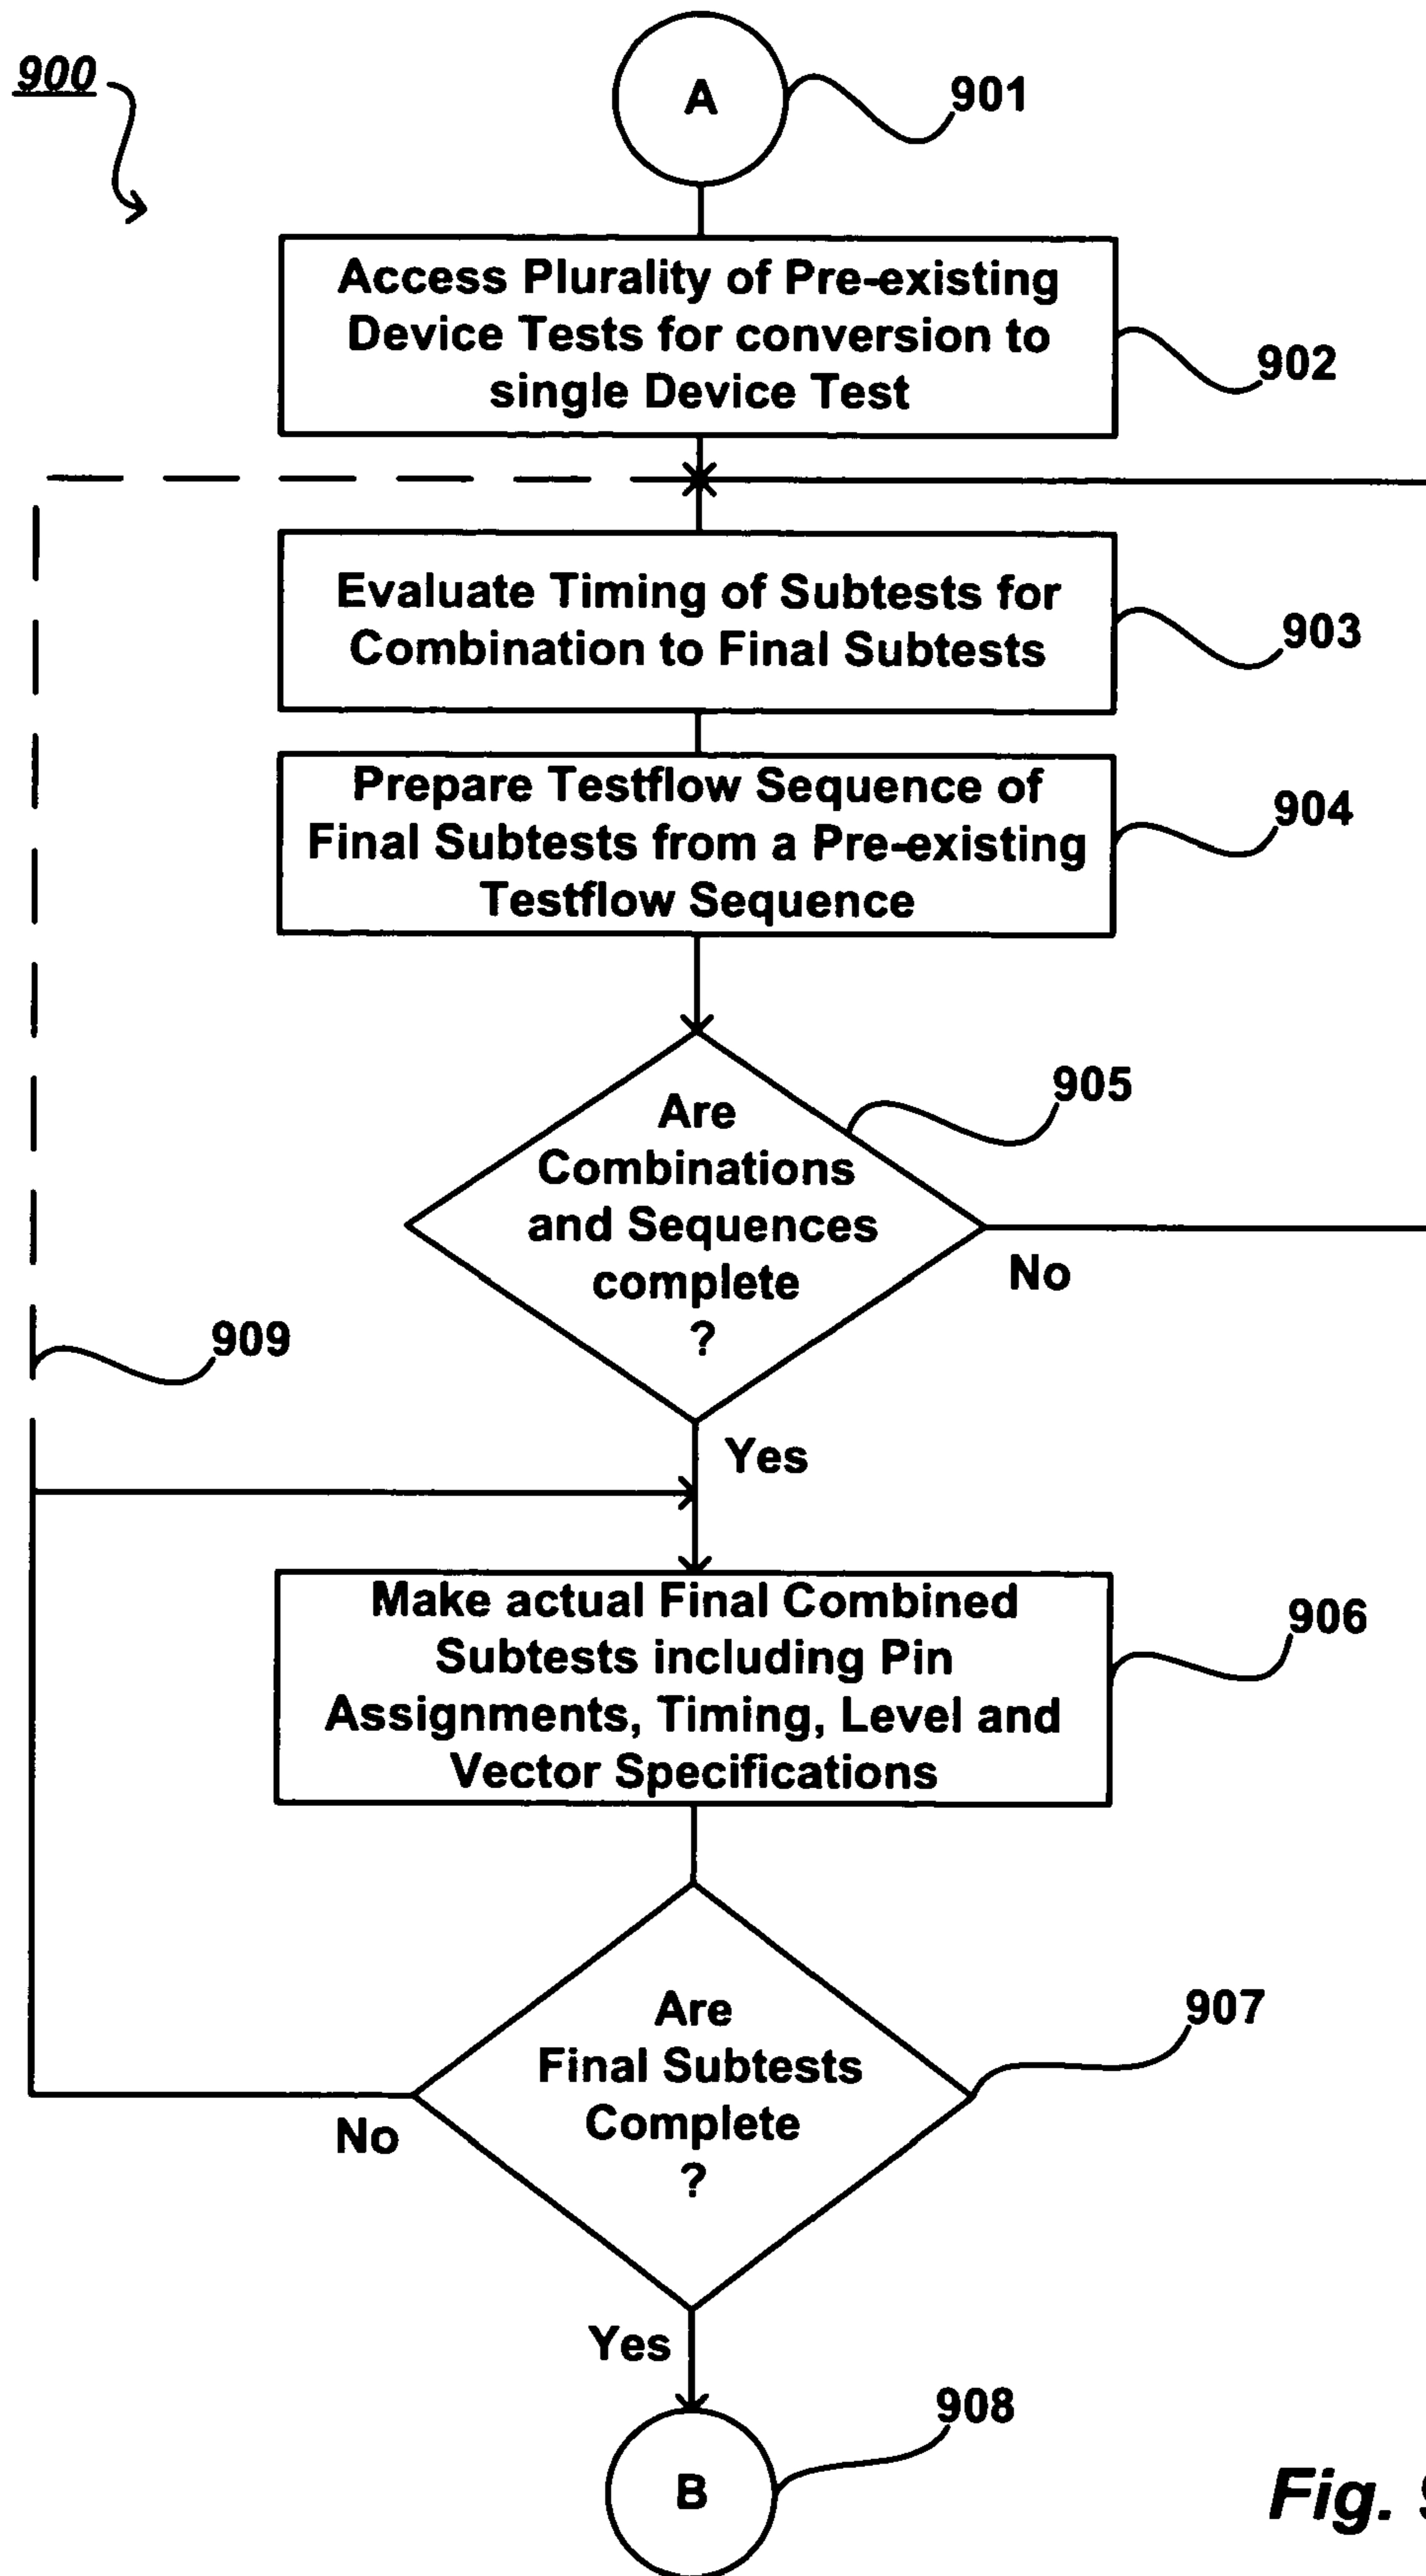 900
A
901
Access Plurality of Pre-existing
Device Tests for conversion to
single Device Test
902
Evaluate Timing of Subtests for
Combination to Final Subtests
903
Prepare Testflow Sequence of
Final Subtests from a Pre-existing
Testflow Sequence
904
Are
Combinations
and Sequences
complete
?
905
No
909
Yes
Make actual Final Combined
Subtests including Pin
Assignments, Timing, Level and
Vector Specifications
906
Are
Final Subtests
Complete
?
907
No
Yes
B
908
Fig. 9